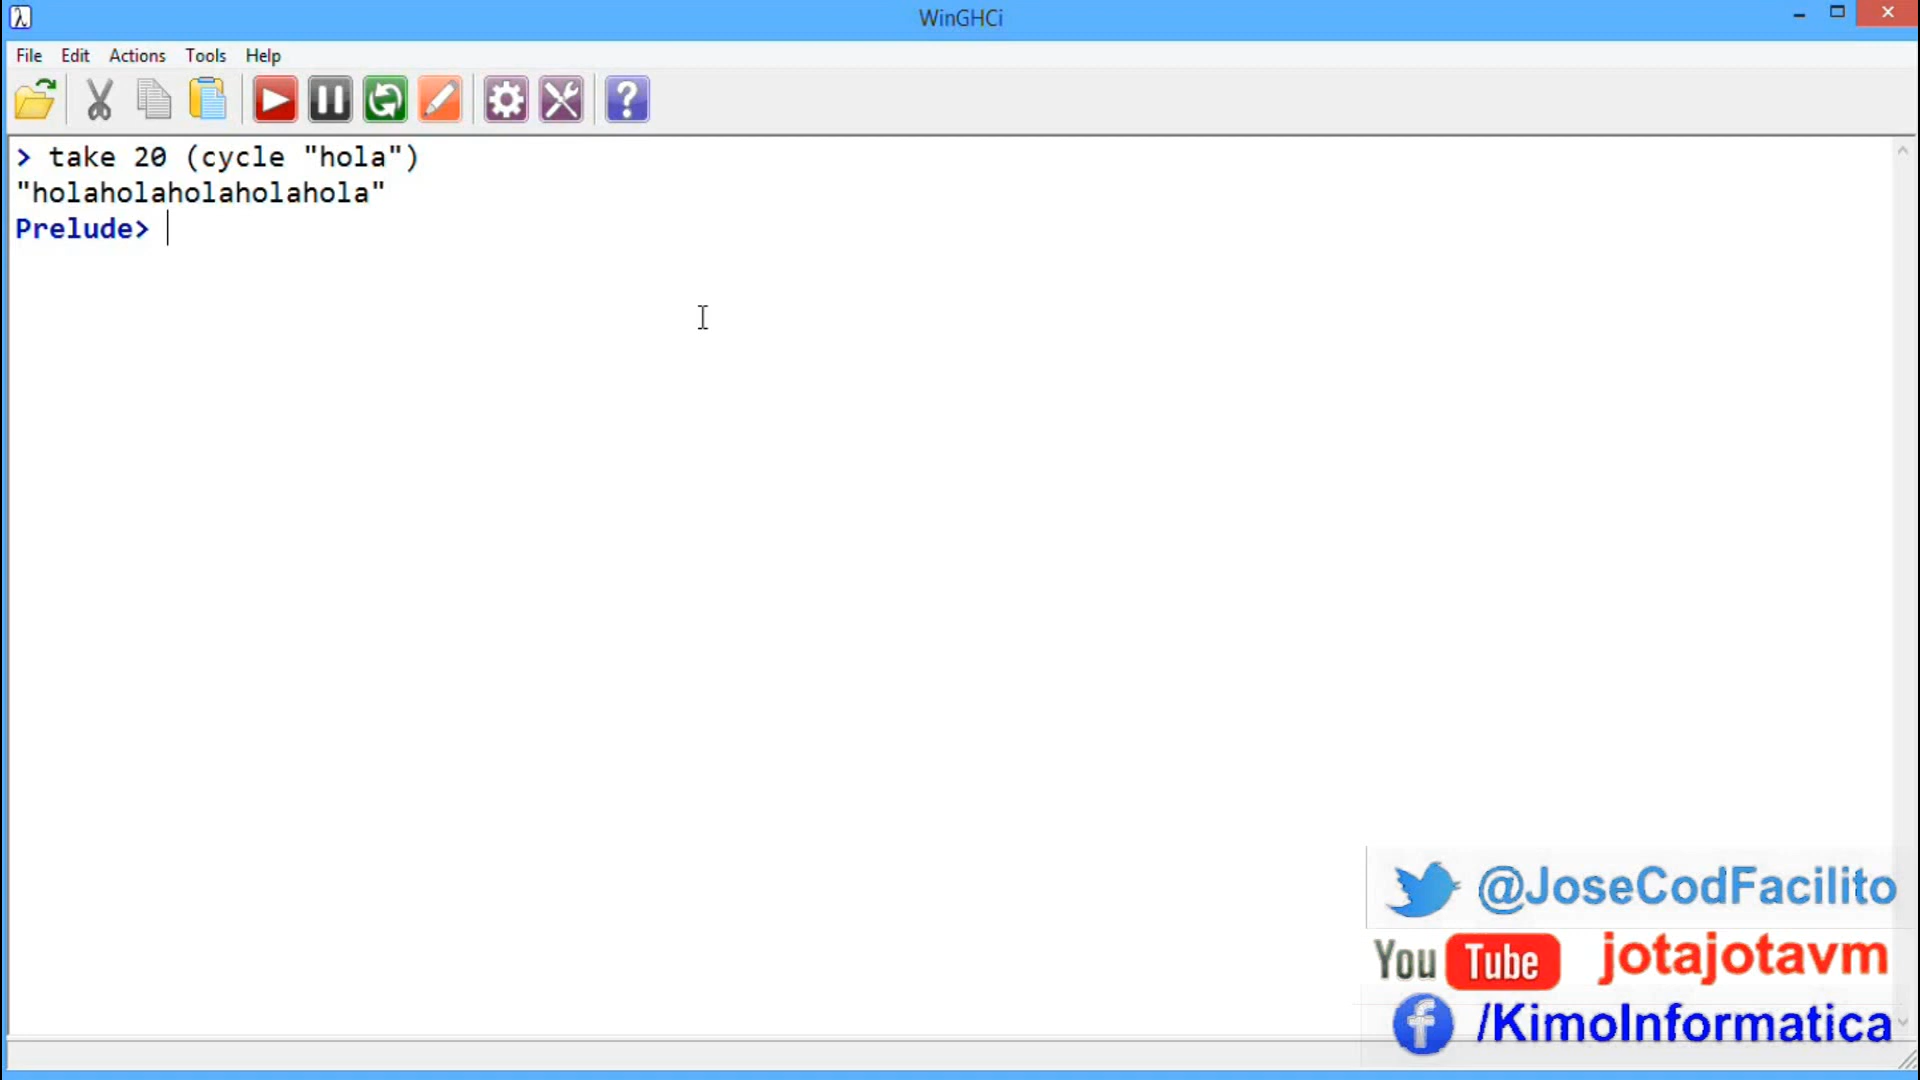 WinGHCi
File Edit Actions Tools Help
> take 20 (cycle "hola")
"holaholaholaholahola"
Prelude>
@JoseCodFacilito
You Tube jotajotavm
/KimoInformatica